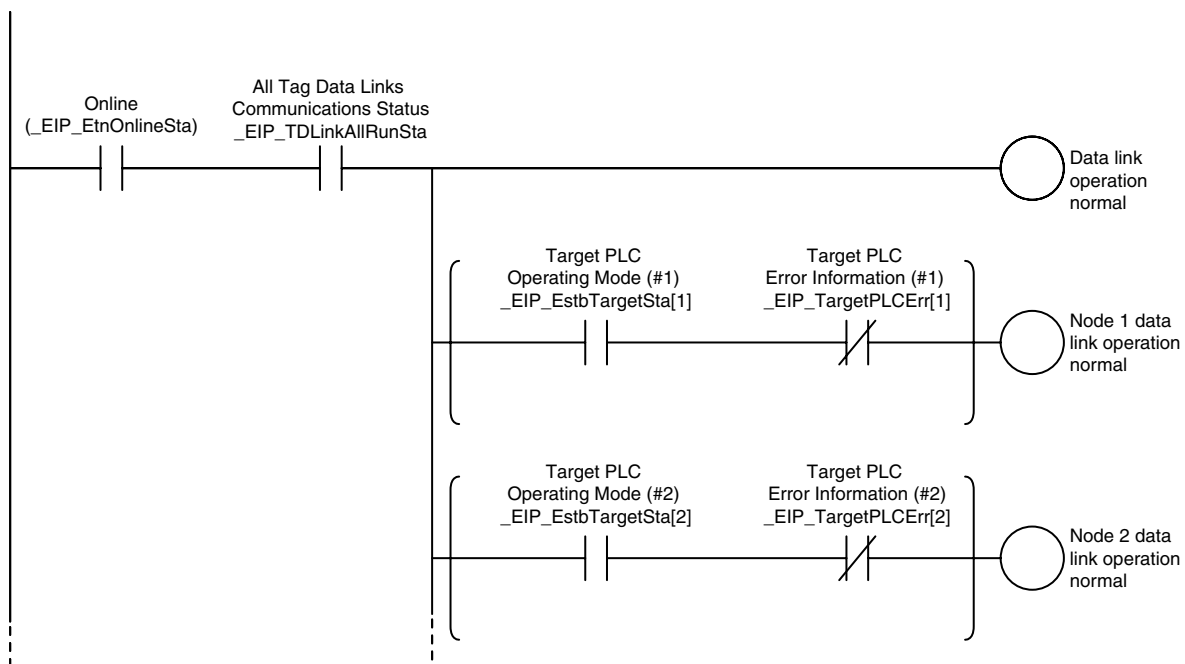 Online
(_EIP_EtnOnlineSta)
All Tag Data Links
Communications Status
_EIP_TDLinkAllRunSta
Data link
operation
normal
Target PLC
Operating Mode (#1)
_EIP_EstbTargetSta[1]
Target PLC
Error Information (#1)
_EIP_TargetPLCErr[1]
Node 1 data
link operation
normal
Target PLC
Operating Mode (#2)
_EIP_EstbTargetSta[2]
Target PLC
Error Information (#2)
_EIP_TargetPLCErr[2]
Node 2 data
link operation
normal